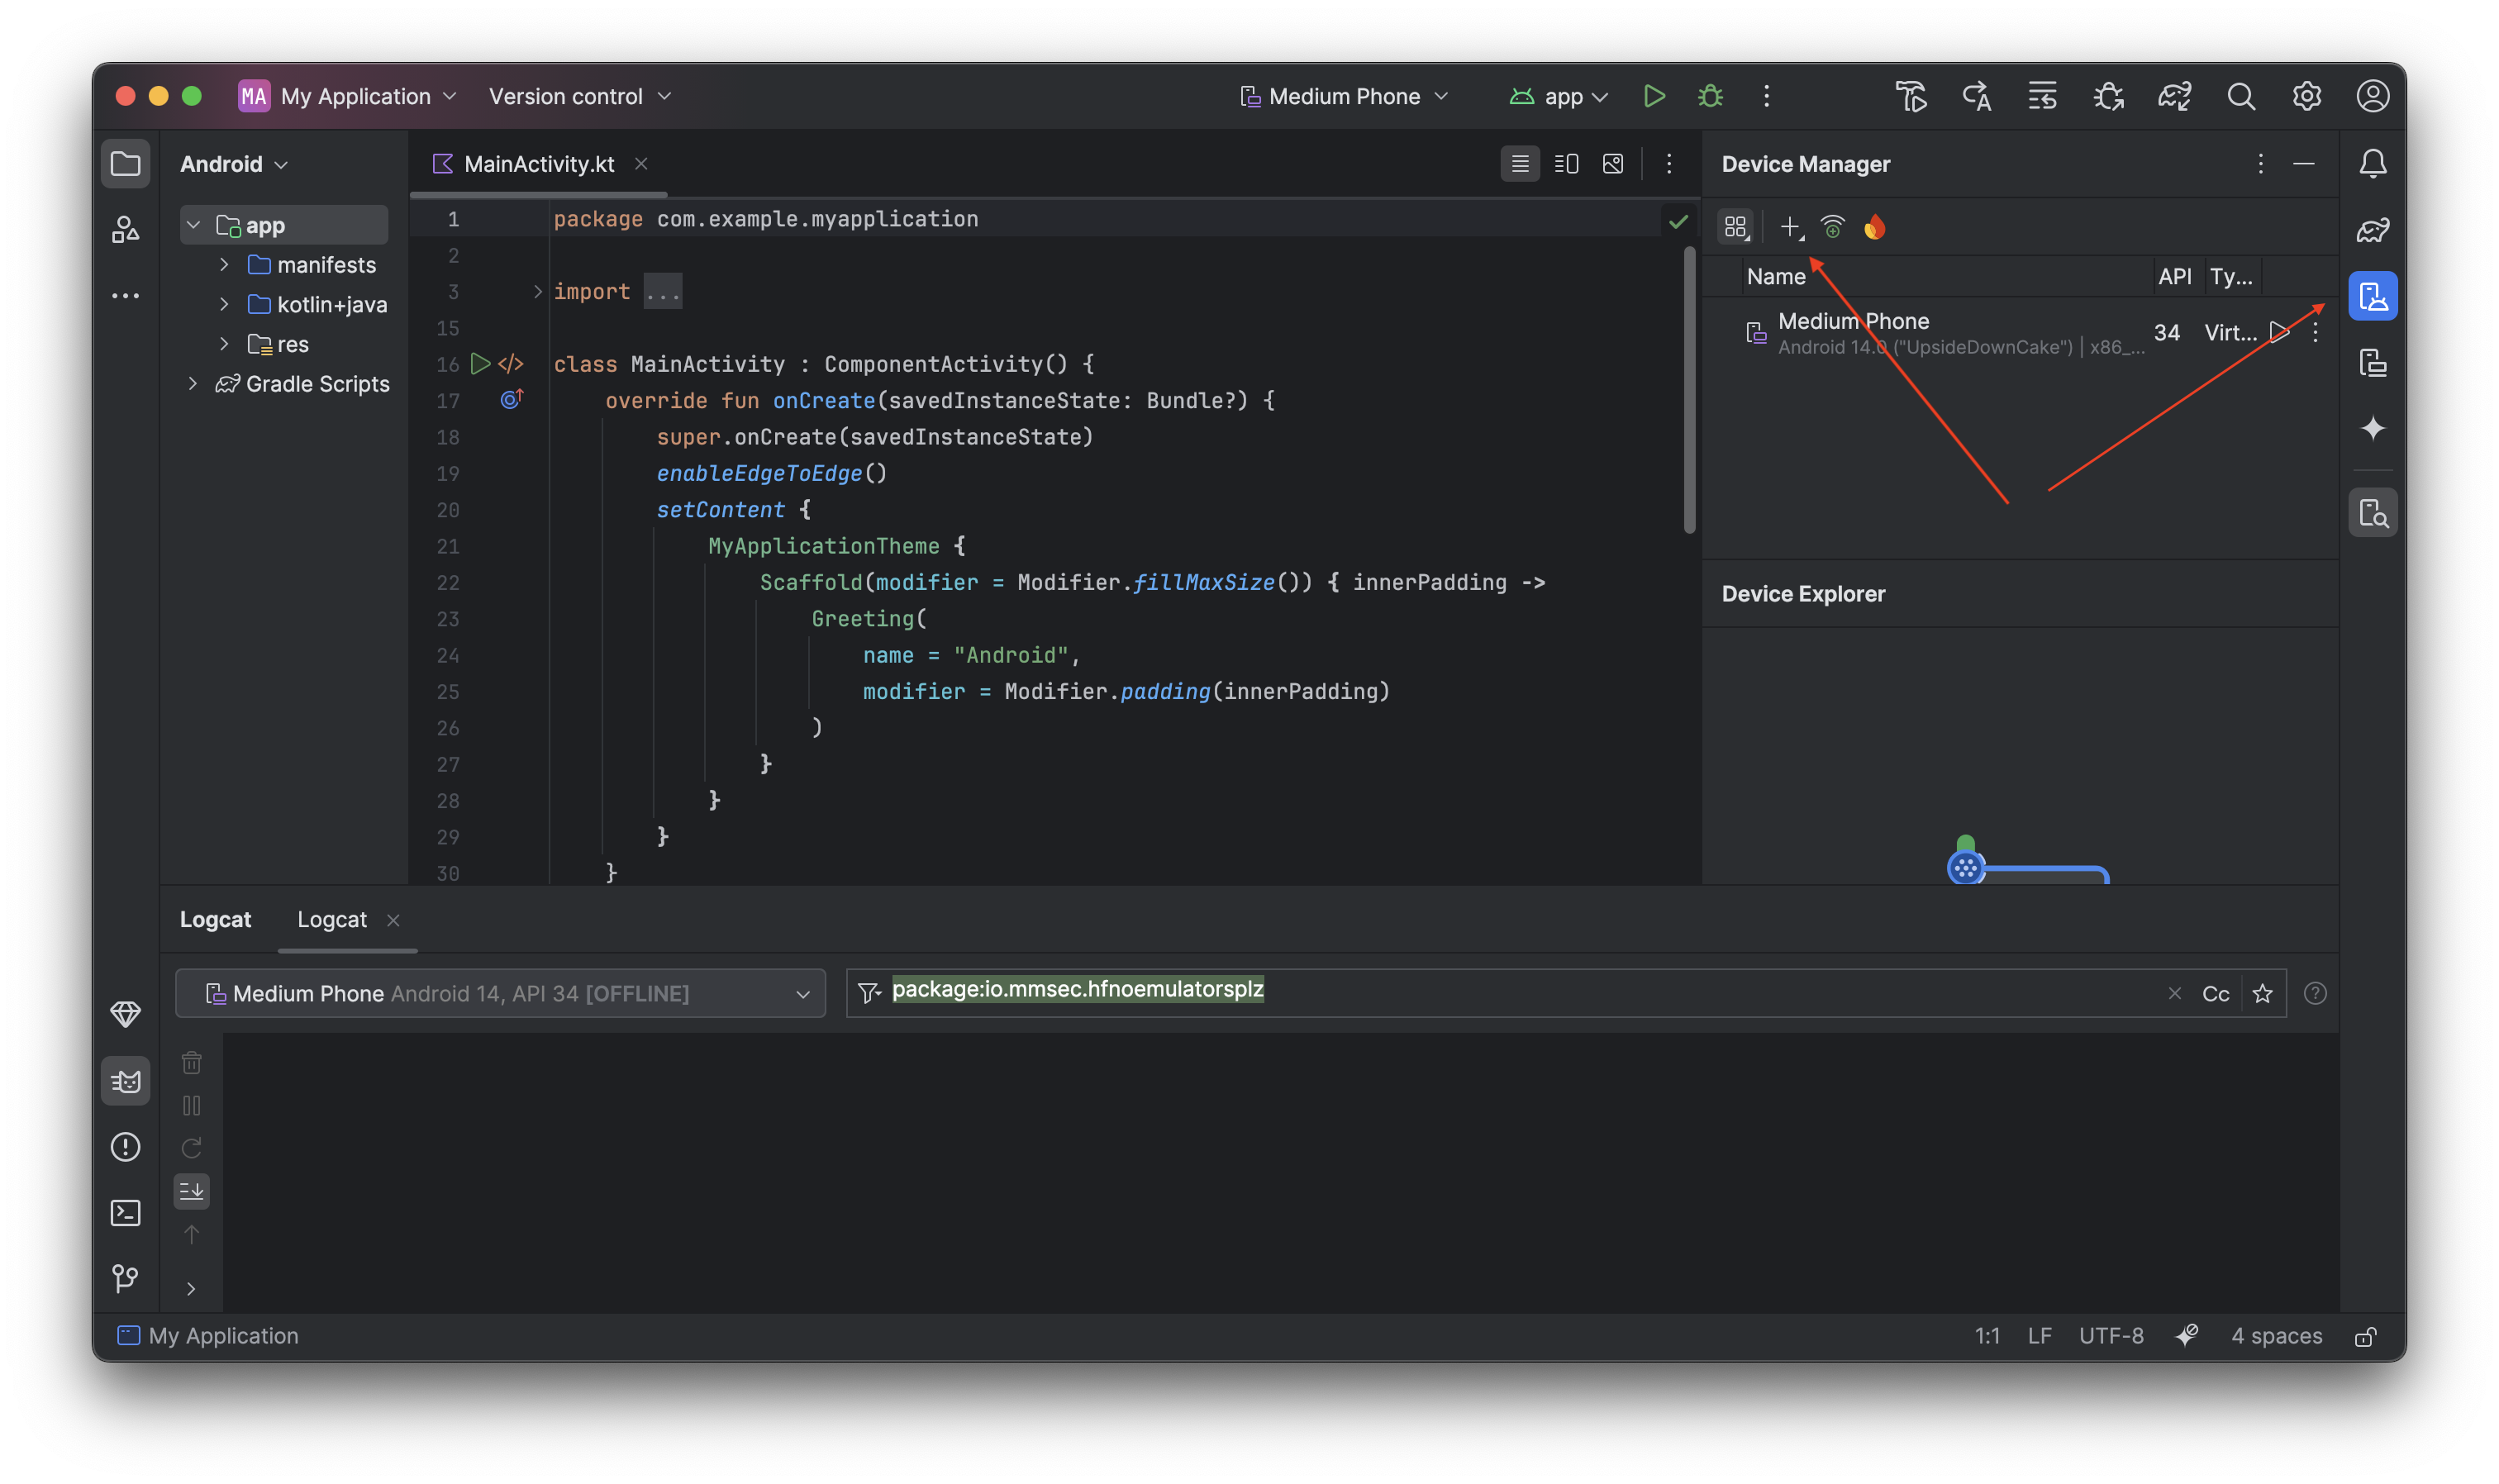 MA My Application Version control Medium Phone app
Android
app
manifests
kotlin+java
res
Gradle Scripts
MainActivity.kt
1 package com.example.myapplication
2
3 import ...
15
16 class MainActivity : ComponentActivity() {
17 override fun onCreate(savedInstanceState: Bundle?) {
18 super.onCreate(savedInstanceState)
19 enableEdgeToEdge()
20 setContent {
21 MyApplicationTheme {
22 Scaffold(modifier = Modifier.fillMaxSize()) { innerPadding ->
23 Greeting(
24 name = "Android",
25 modifier = Modifier.padding(innerPadding)
26 )
27 }
28 }
29 }
30 }
Device Manager
Name API Ty...
Medium Phone 34 Virt...
Android 14.0 ("UpsideDownCake") | x86_...
Device Explorer
Logcat Logcat
Medium Phone Android 14, API 34 [OFFLINE] package:io.mmsec.hfnoemulatorsplz Cc
My Application 1:1 LF UTF-8 4 spaces